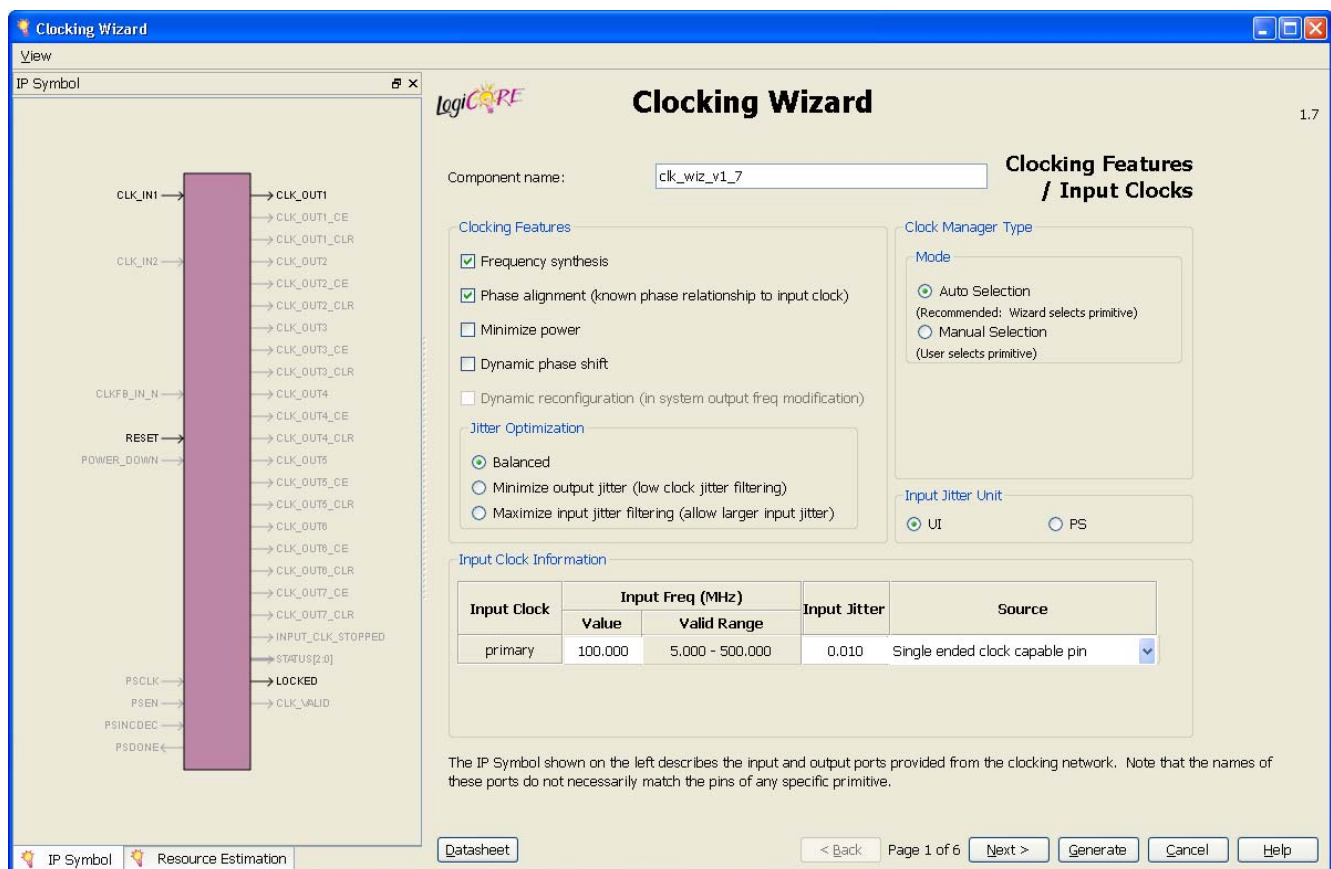 Clocking Wizard
View
IP Symbol
CLK_IN1
CLK_IN2
CLKFB_IN_N
RESET
POWER_DOWN
PSCLK
PSEN
PSINCDEC
PSDONE
CLK_OUT1
CLK_OUT1_CE
CLK_OUT1_CLR
CLK_OUT2
CLK_OUT2_CE
CLK_OUT2_CLR
CLK_OUT3
CLK_OUT3_CE
CLK_OUT3_CLR
CLK_OUT4
CLK_OUT4_CE
CLK_OUT4_CLR
CLK_OUT5
CLK_OUT5_CE
CLK_OUT5_CLR
CLK_OUT6
CLK_OUT6_CE
CLK_OUT6_CLR
CLK_OUT7_CE
CLK_OUT7_CLR
INPUT_CLK_STOPPED
STATUS[2:0]
LOCKED
CLK_VALID
IP Symbol
Resource Estimation
LogiCORE
Clocking Wizard
1.7
Component name:
clk_wiz_v1_7
Clocking Features
/ Input Clocks
Clocking Features
Frequency synthesis
Phase alignment (known phase relationship to input clock)
Minimize power
Dynamic phase shift
Dynamic reconfiguration (in system output freq modification)
Jitter Optimization
Balanced
Minimize output jitter (low clock jitter filtering)
Maximize input jitter filtering (allow larger input jitter)
Clock Manager Type
Mode
Auto Selection
(Recommended: Wizard selects primitive)
Manual Selection
(User selects primitive)
Input Jitter Unit
UI PS
Input Clock Information
Input Clock Input Freq (MHz) Input Jitter Source
Value Valid Range
primary 100.000 5.000 - 500.000 0.010 Single ended clock capable pin
The IP Symbol shown on the left describes the input and output ports provided from the clocking network. Note that the names of
these ports do not necessarily match the pins of any specific primitive.
Datasheet < Back Page 1 of 6 Next > Generate Cancel Help